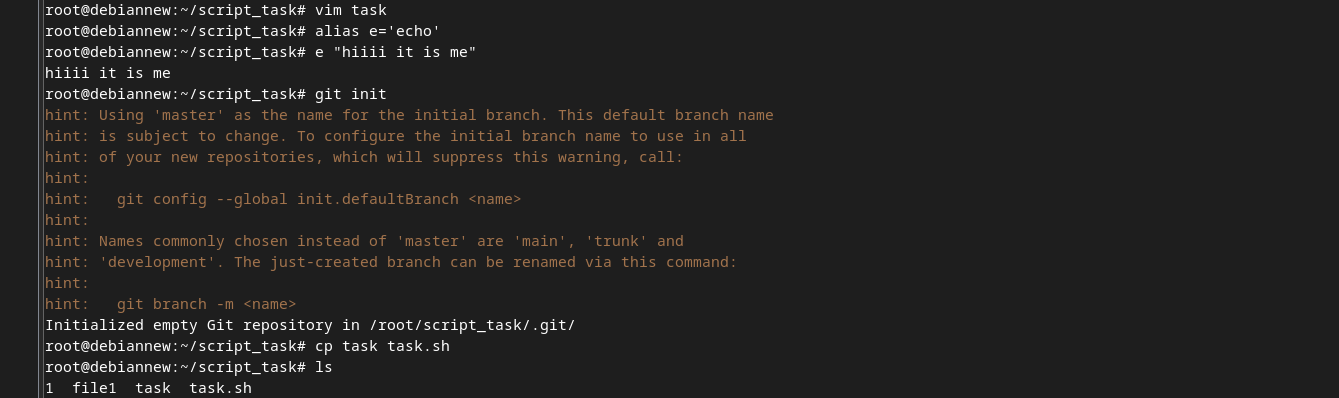 root@debiannew:~/script_task# vim task
root@debiannew:~/script_task# alias e='echo'
root@debiannew:~/script_task# e "hiiii it is me"
hiiii it is me
root@debiannew:~/script_task# git init
hint: Using 'master' as the name for the initial branch. This default branch name
hint: is subject to change. To configure the initial branch name to use in all
hint: of your new repositories, which will suppress this warning, call:
hint:
hint:   git config --global init.defaultBranch <name>
hint:
hint: Names commonly chosen instead of 'master' are 'main', 'trunk' and
hint: 'development'. The just-created branch can be renamed via this command:
hint:
hint:   git branch -m <name>
Initialized empty Git repository in /root/script_task/.git/
root@debiannew:~/script_task# cp task task.sh
root@debiannew:~/script_task# ls
1  file1  task  task.sh